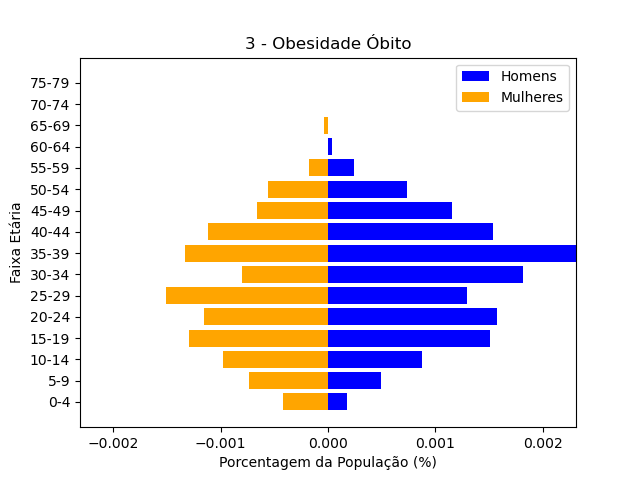 3 - Obesidade Óbito
Homens
Mulheres
Faixa Etária
75-79
70-74
65-69
60-64
55-59
50-54
45-49
40-44
35-39
30-34
25-29
20-24
15-19
10-14
5-9
0-4
−0.002 −0.001 0.000 0.001 0.002
Porcentagem da População (%)